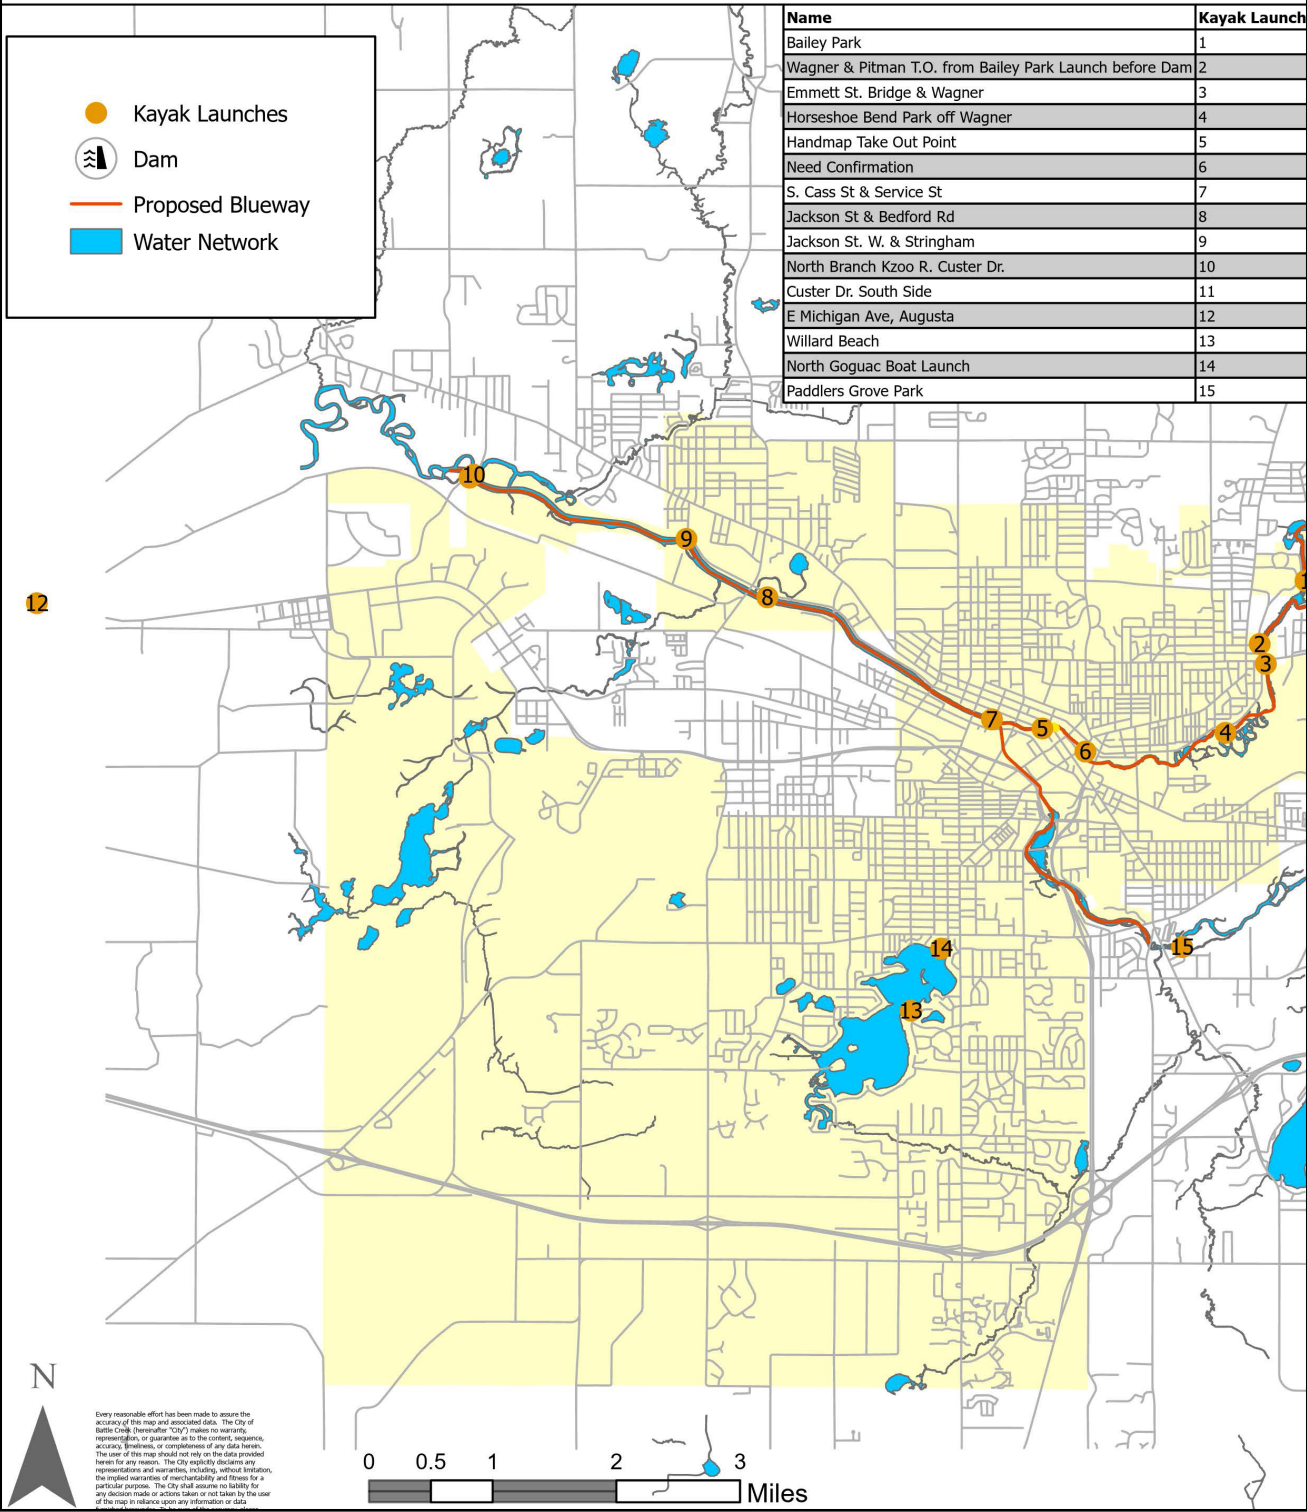 Name Kayak Launch
Bailey Park 1
Wagner & Pitman T.O. from Bailey Park Launch before Dam 2
Emmett St. Bridge & Wagner 3
Horseshoe Bend Park off Wagner 4
Handmap Take Out Point 5
Need Confirmation 6
S. Cass St & Service St 7
Jackson St & Bedford Rd 8
Jackson St. W. & Stringham 9
North Branch Kzoo R. Custer Dr. 10
Custer Dr. South Side 11
E Michigan Ave, Augusta 12
Willard Beach 13
North Goguac Boat Launch 14
Paddlers Grove Park 15
Kayak Launches
Dam
Proposed Blueway
Water Network
10
9
8
12
1
2
3
7
5
4
6
14
15
13
N
Every reasonable effort has been made to assure the
accuracy of this map and associated data. The City of
Battle Creek (hereinafter "City") makes no warranty,
representation, or guarantee as to the content, sequence,
accuracy, timeliness, or completeness of any data herein.
The user of this map should not rely on the data provided
herein for any reason. The City explicitly disclaims any
representations and warranties, including, without limitation,
the implied warranties of merchantability and fitness for a
particular purpose. The City shall assume no liability for
any decision made or actions taken or not taken by the user
of the map in reliance upon any information or data
0 0.5 1 2 3
Miles